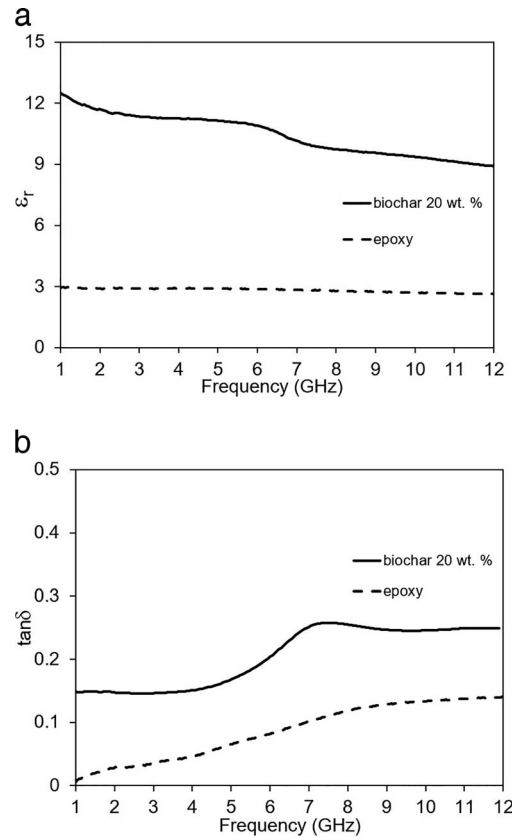 a
15
12
9
6
3
0
εr
biochar 20 wt. %
epoxy
1 2 3 4 5 6 7 8 9 10 11 12
Frequency (GHz)
b
0.5
0.4
0.3
0.2
0.1
0
tanδ
biochar 20 wt. %
epoxy
1 2 3 4 5 6 7 8 9 10 11 12
Frequency (GHz)